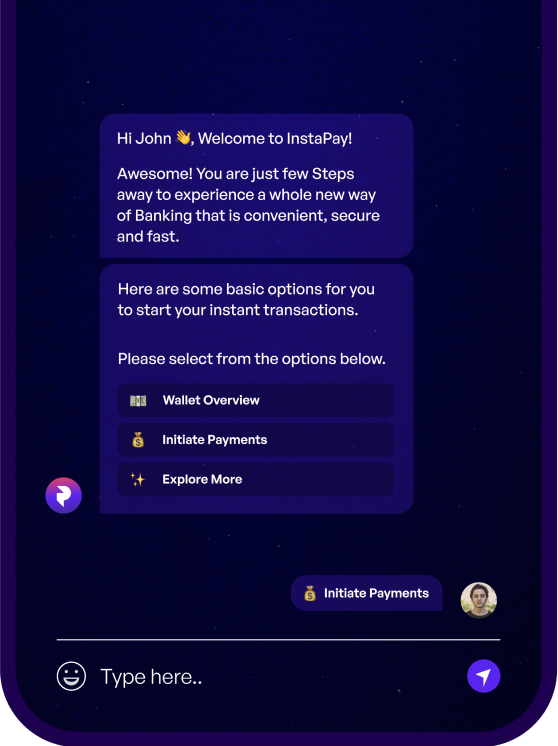 Hi John 👋, Welcome to InstaPay!
Awesome! You are just few Steps
away to experience a whole new way
of Banking that is convenient, secure
and fast.
Here are some basic options for you
to start your instant transactions.
Please select from the options below.
Wallet Overview
Initiate Payments
Explore More
Initiate Payments
Type here..